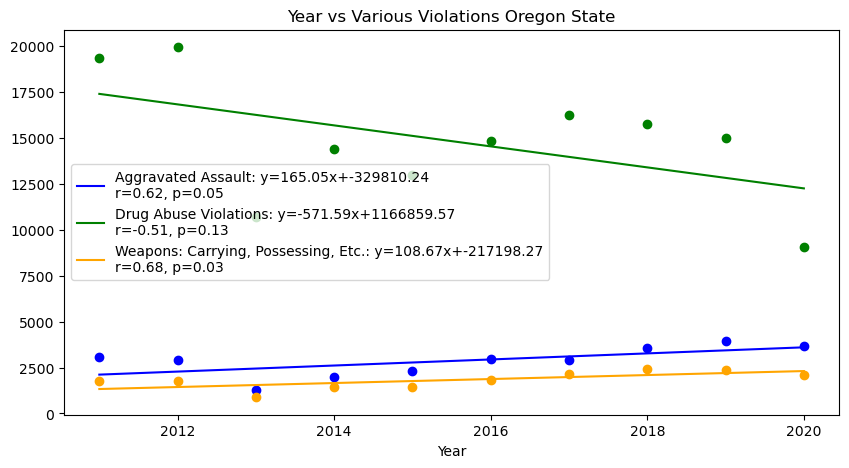 Year vs Various Violations Oregon State
20000
17500
15000
12500
10000
7500
5000
2500
0
Aggravated Assault: y=165.05x+-329810.24
r=0.62, p=0.05
Drug Abuse Violations: y=-571.59x+1166859.57
r=-0.51, p=0.13
Weapons: Carrying, Possessing, Etc.: y=108.67x+-217198.27
r=0.68, p=0.03
2012
2014
2016
2018
2020
Year